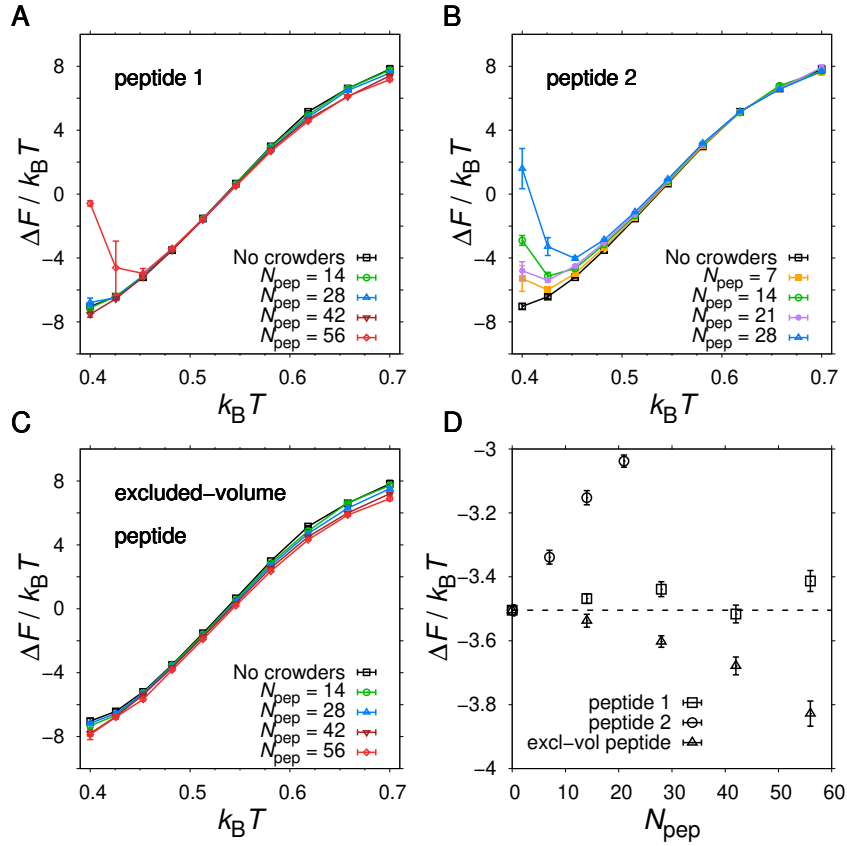 A
peptide 1
ΔF / kBT
8
4
0
-4
-8
No crowders
Npep = 14
Npep = 28
Npep = 42
Npep = 56
0.4 0.5 0.6 0.7
kBT
B
peptide 2
ΔF / kBT
8
4
0
-4
-8
No crowders
Npep = 7
Npep = 14
Npep = 21
Npep = 28
0.4 0.5 0.6 0.7
kBT
C
excluded-volume
peptide
ΔF / kBT
8
4
0
-4
-8
No crowders
Npep = 14
Npep = 28
Npep = 42
Npep = 56
0.4 0.5 0.6 0.7
kBT
D
ΔF / kBT
-3
-3.2
-3.4
-3.6
-3.8
-4
peptide 1
peptide 2
excl-vol peptide
0 10 20 30 40 50 60
Npep